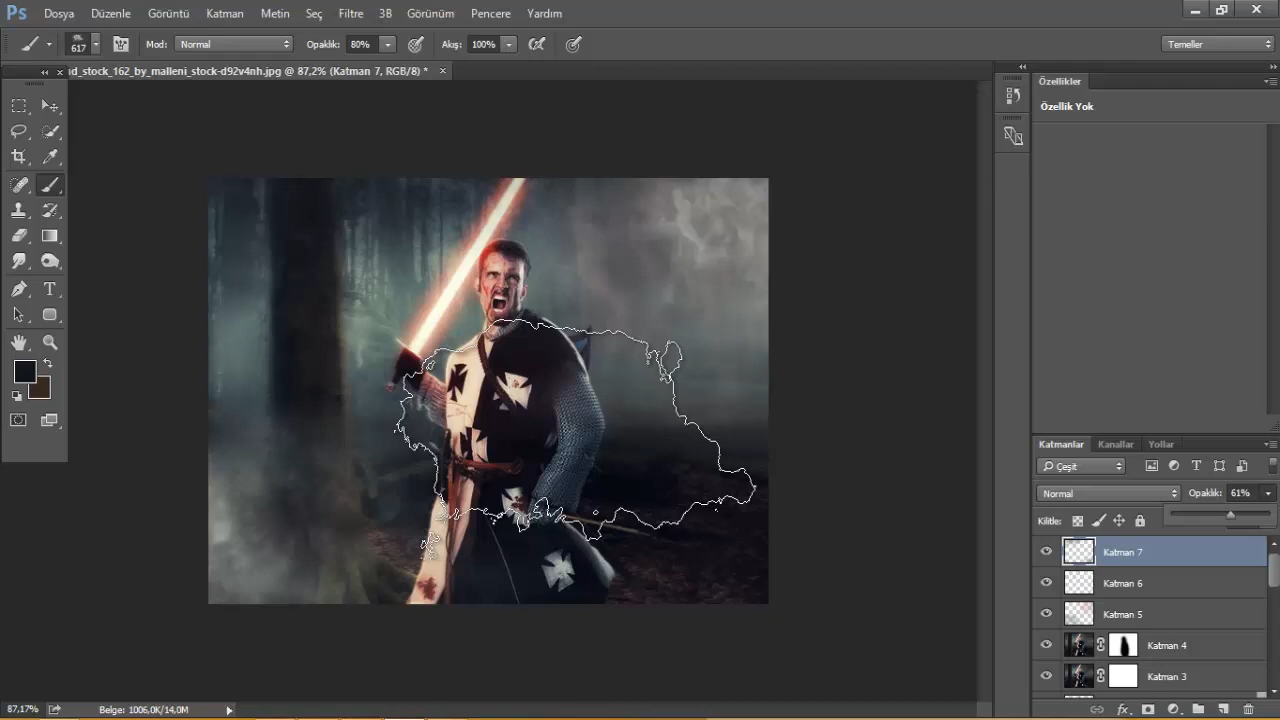 Ps Dosya Düzenle Görüntü Katman Metin Seç Filtre 3B Görünüm Pencere Yardım
617 Mod: Normal Opaklık: 80% Akış: 100% Temeller
ıd_stock_162_by_malleni_stock-d92v4nh.jpg @ 87,2% (Katman 7, RGB/8) *
Özellikler
Özellik Yok
Katmanlar Kanallar Yollar
Çeşit
Normal Opaklık: 61%
Kilitle:
Katman 7
Katman 6
Katman 5
Katman 4
Katman 3
87,17% Belge: 1006,0K/14,0M